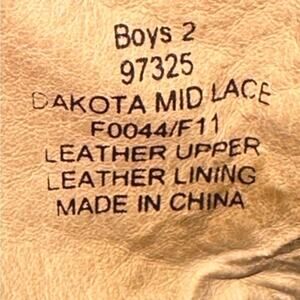 Boys 2
97325
DAKOTA MID LACE
F0044/F11
LEATHER UPPER
LEATHER LINING
MADE IN CHINA